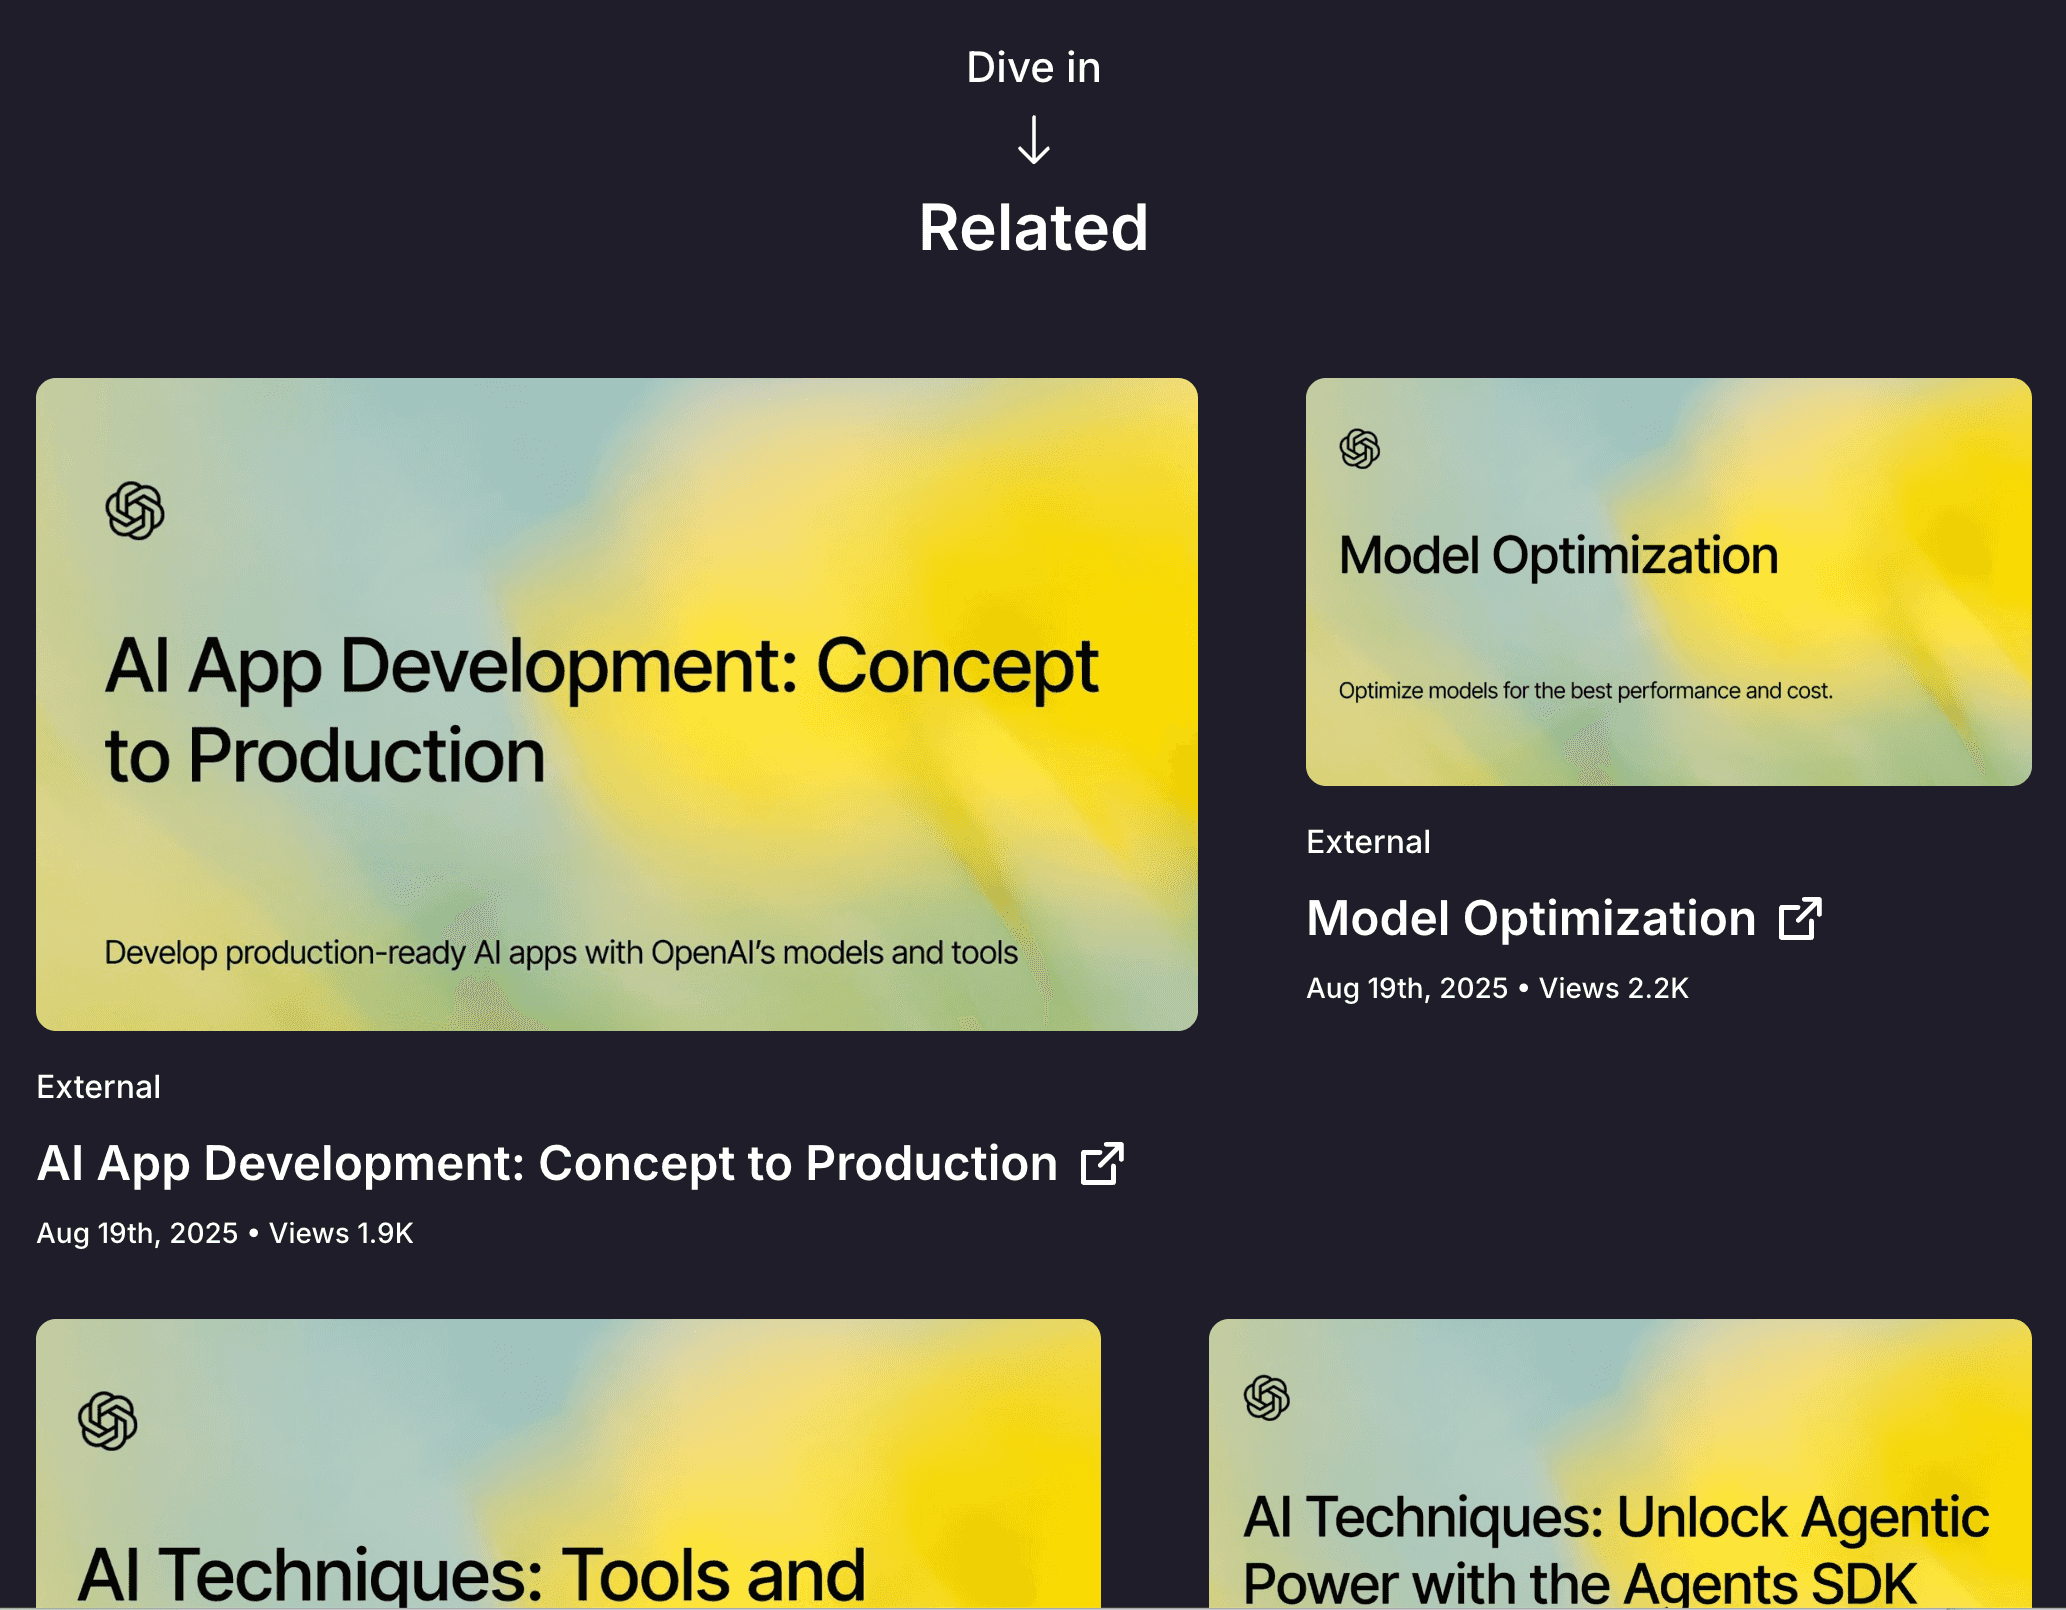 Dive in
Related
AI App Development: Concept
to Production
Develop production-ready AI apps with OpenAI’s models and tools
External
AI App Development: Concept to Production
Aug 19th, 2025 • Views 1.9K
Model Optimization
Optimize models for the best performance and cost.
External
Model Optimization
Aug 19th, 2025 • Views 2.2K
AI Techniques: Tools and
AI Techniques: Unlock Agentic
Power with the Agents SDK